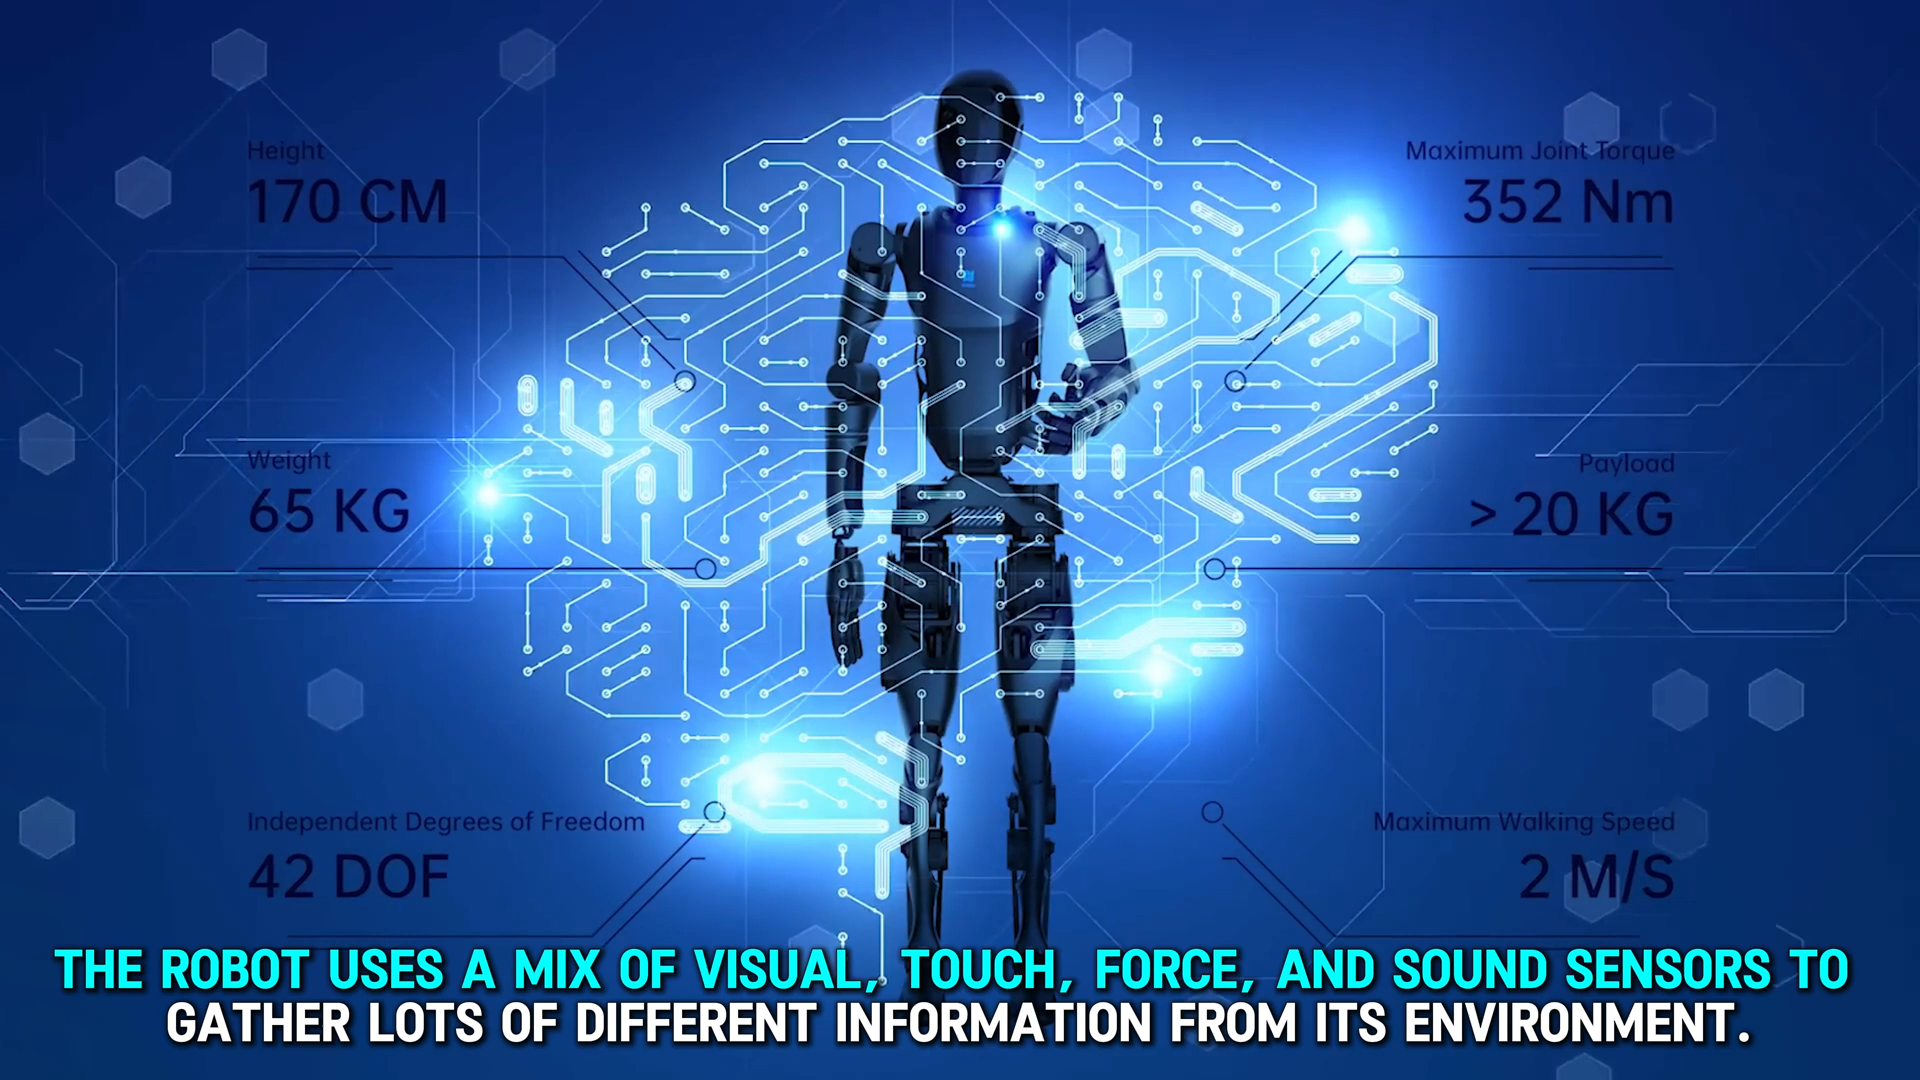 Height
170 CM
Maximum Joint Torque
352 Nm
Weight
65 KG
Payload
> 20 KG
Independent Degrees of Freedom
42 DOF
Maximum Walking Speed
2 M/S
THE ROBOT USES A MIX OF VISUAL, TOUCH, FORCE, AND SOUND SENSORS TO
GATHER LOTS OF DIFFERENT INFORMATION FROM ITS ENVIRONMENT.